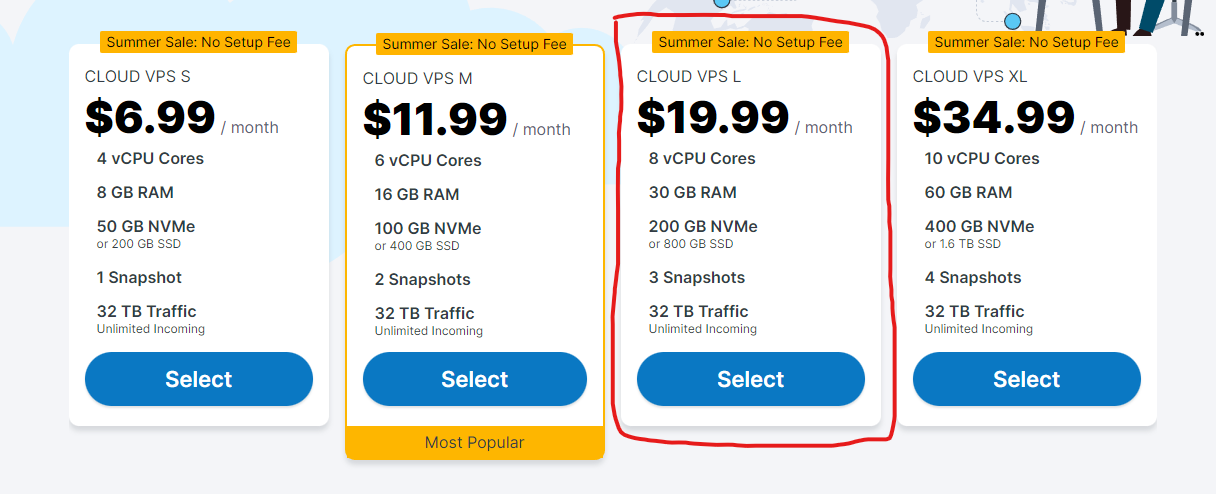 Summer Sale: No Setup Fee
CLOUD VPS S
$6.99 / month
4 vCPU Cores
8 GB RAM
50 GB NVMe
or 200 GB SSD
1 Snapshot
32 TB Traffic
Unlimited Incoming
Select
Summer Sale: No Setup Fee
CLOUD VPS M
$11.99 / month
6 vCPU Cores
16 GB RAM
100 GB NVMe
or 400 GB SSD
2 Snapshots
32 TB Traffic
Unlimited Incoming
Select
Most Popular
Summer Sale: No Setup Fee
CLOUD VPS L
$19.99 / month
8 vCPU Cores
30 GB RAM
200 GB NVMe
or 800 GB SSD
3 Snapshots
32 TB Traffic
Unlimited Incoming
Select
Summer Sale: No Setup Fee
CLOUD VPS XL
$34.99 / month
10 vCPU Cores
60 GB RAM
400 GB NVMe
or 1.6 TB SSD
4 Snapshots
32 TB Traffic
Unlimited Incoming
Select